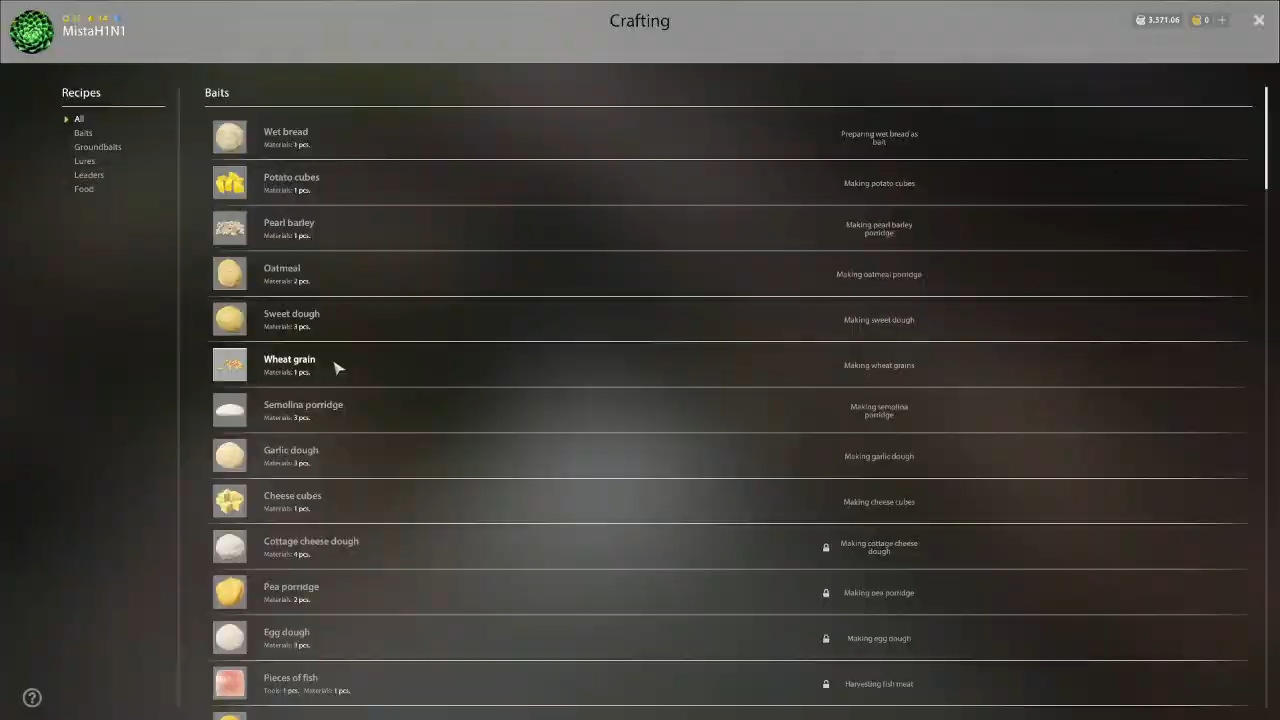 Crafting
MistaH1N1
3,371.06
0
Recipes
All
Baits
Groundbaits
Lures
Leaders
Food
Baits
Wet bread
Materials: 1 pcs.
Preparing wet bread as
bait
Potato cubes
Materials: 1 pcs.
Making potato cubes
Pearl barley
Materials: 1 pcs.
Making pearl barley
porridge
Oatmeal
Materials: 2 pcs.
Making oatmeal porridge
Sweet dough
Materials: 3 pcs.
Making sweet dough
Wheat grain
Materials: 1 pcs.
Making wheat grains
Semolina porridge
Materials: 3 pcs.
Making semolina
porridge
Garlic dough
Materials: 3 pcs.
Making garlic dough
Cheese cubes
Materials: 1 pcs.
Making cheese cubes
Cottage cheese dough
Materials: 4 pcs.
Making cottage cheese
dough
Pea porridge
Materials: 2 pcs.
Making pea porridge
Egg dough
Materials: 3 pcs.
Making egg dough
Pieces of fish
Tools: 1 pcs. Materials: 1 pcs.
Harvesting fish meat